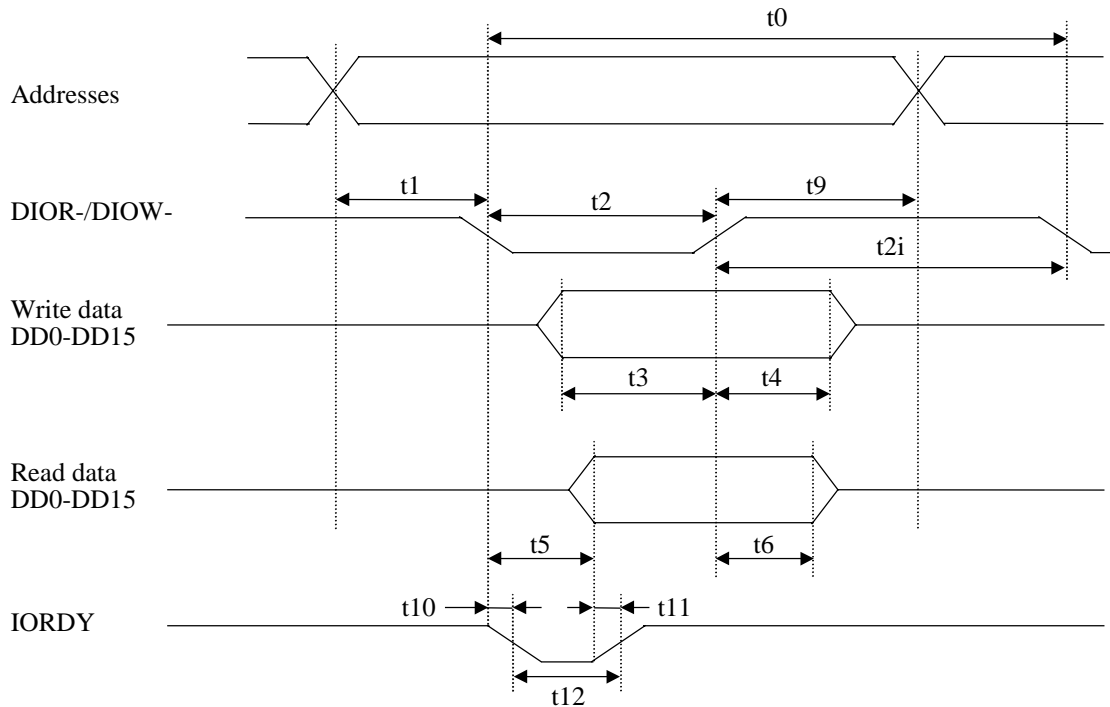 t0
Addresses
t1
t2
t9
DIOR-/DIOW-
t2i
Write data
DD0-DD15
t3
t4
Read data
DD0-DD15
t5
t6
t10
t11
IORDY
t12